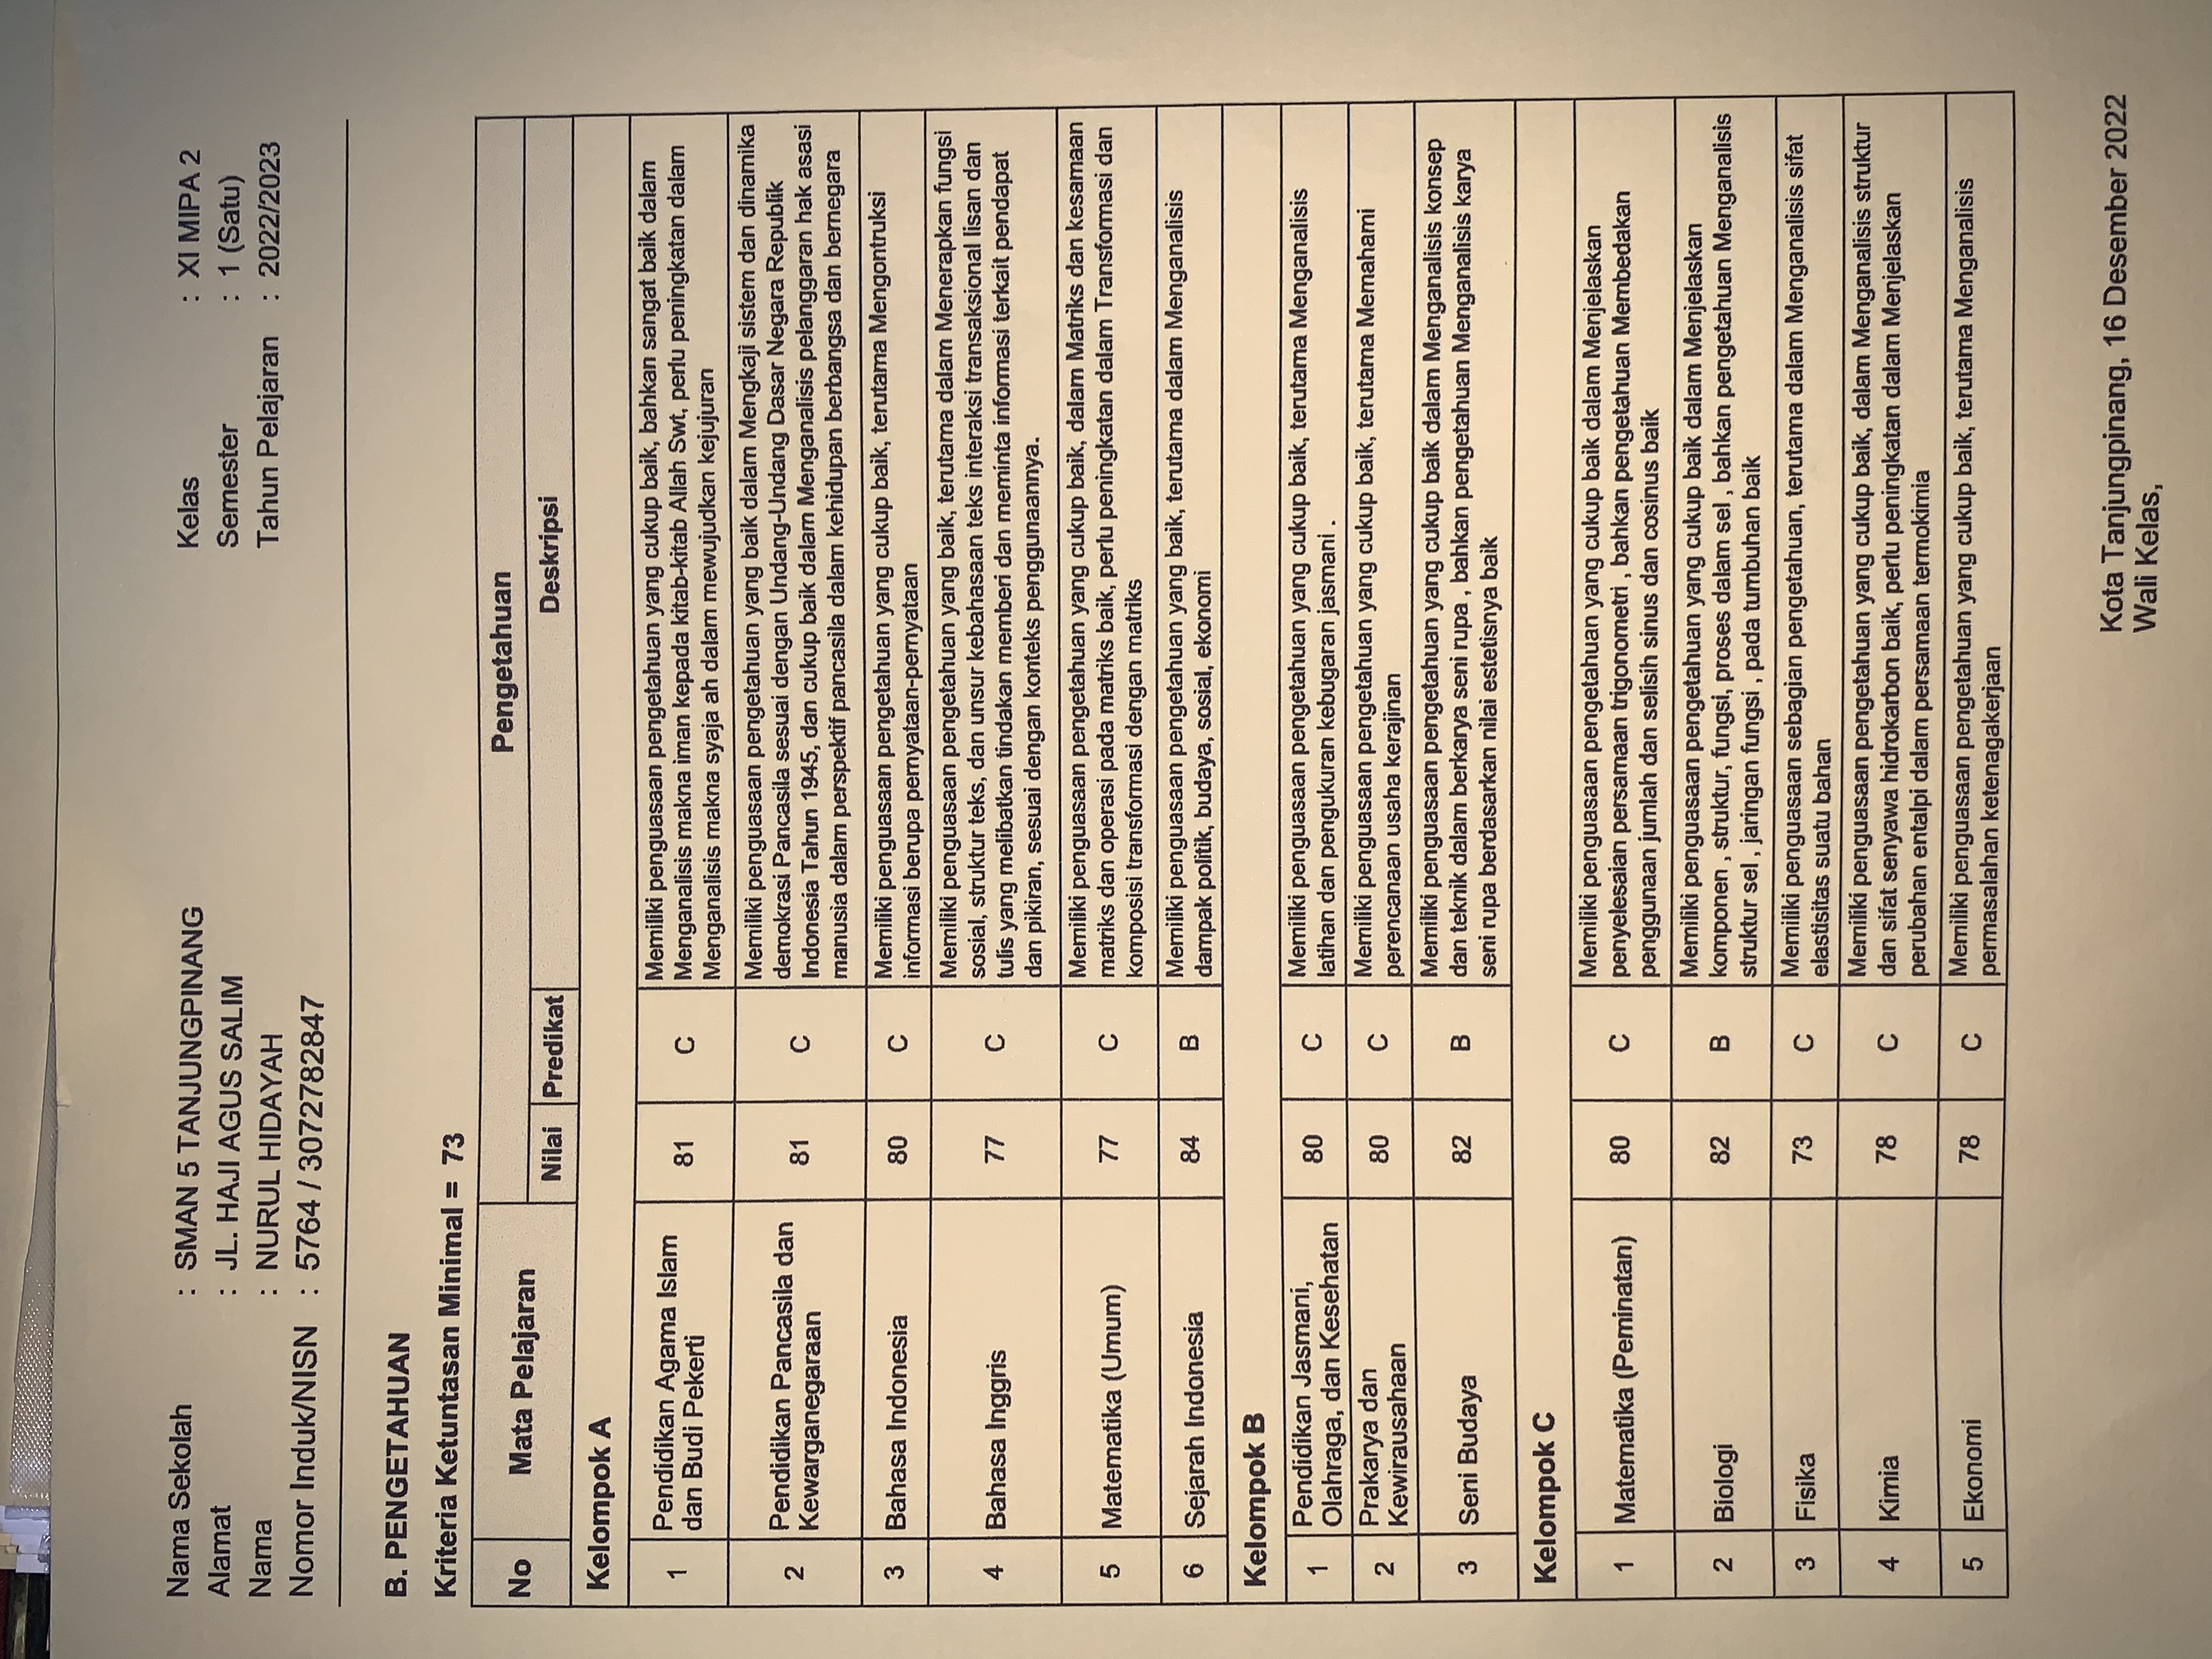 Nama Sekolah : SMAN 5 TANJUNGPINANG
Alamat : JL. HAJI AGUS SALIM
Nama : NURUL HIDAYAH
Nomor Induk/NISN : 5764 / 3072782847
Kelas : XI MIPA 2
Semester : 1 (Satu)
Tahun Pelajaran : 2022/2023
B. PENGETAHUAN
Kriteria Ketuntasan Minimal = 73
No Mata Pelajaran Pengetahuan
Nilai Predikat Deskripsi
Kelompok A
1 Pendidikan Agama Islam
dan Budi Pekerti
81 C
Memiliki penguasaan pengetahuan yang cukup baik, bahkan sangat baik dalam
Menganalisis makna iman kepada kitab-kitab Allah Swt, perlu peningkatan dalam
Menganalisis makna syaja ah dalam mewujudkan kejujuran
2 Pendidikan Pancasila dan
Kewarganegaraan
81 C
Memiliki penguasaan pengetahuan yang baik dalam Mengkaji sistem dan dinamika
demokrasi Pancasila sesuai dengan Undang-Undang Dasar Negara Republik
Indonesia Tahun 1945, dan cukup baik dalam Menganalisis pelanggaran hak asasi
manusia dalam perspektif pancasila dalam kehidupan berbangsa dan bernegara
3 Bahasa Indonesia 80 C
Memiliki penguasaan pengetahuan yang cukup baik, terutama Mengontruksi
informasi berupa pernyataan-pernyataan
4 Bahasa Inggris 77 C
Memiliki penguasaan pengetahuan yang baik, terutama dalam Menerapkan fungsi
sosial, struktur teks, dan unsur kebahasaan teks interaksi transaksional lisan dan
tulis yang melibatkan tindakan memberi dan meminta informasi terkait pendapat
dan pikiran, sesuai dengan konteks penggunaannya.
5 Matematika (Umum) 77 C
Memiliki penguasaan pengetahuan yang cukup baik, dalam Matriks dan kesamaan
matriks dan operasi pada matriks baik, perlu peningkatan dalam Transformasi dan
komposisi transformasi dengan matriks
6 Sejarah Indonesia 84 B
Memiliki penguasaan pengetahuan yang baik, terutama dalam Menganalisis
dampak politik, budaya, sosial, ekonomi
Kelompok B
1 Pendidikan Jasmani,
Olahraga, dan Kesehatan
80 C
Memiliki penguasaan pengetahuan yang cukup baik, terutama Menganalisis
latihan dan pengukuran kebugaran jasmani .
2 Prakarya dan
Kewirausahaan
80 C
Memiliki penguasaan pengetahuan yang cukup baik, terutama Memahami
perencanaan usaha kerajinan
3 Seni Budaya 82 B
Memiliki penguasaan pengetahuan yang cukup baik dalam Menganalisis konsep
dan teknik dalam berkarya seni rupa , bahkan pengetahuan Menganalisis karya
seni rupa berdasarkan nilai estetisnya baik
Kelompok C
1 Matematika (Peminatan) 80 C
Memiliki penguasaan pengetahuan yang cukup baik dalam Menjelaskan
penyelesaian persamaan trigonometri , bahkan pengetahuan Membedakan
penggunaan jumlah dan selisih sinus dan cosinus baik
2 Biologi 82 B
Memiliki penguasaan pengetahuan yang cukup baik dalam Menjelaskan
komponen , struktur, fungsi, proses dalam sel , bahkan pengetahuan Menganalisis
struktur sel , jaringan fungsi , pada tumbuhan baik
3 Fisika 73 C
Memiliki penguasaan sebagian pengetahuan, terutama dalam Menganalisis sifat
elastisitas suatu bahan
4 Kimia 78 C
Memiliki penguasaan pengetahuan yang cukup baik, dalam Menganalisis struktur
dan sifat senyawa hidrokarbon baik, perlu peningkatan dalam Menjelaskan
perubahan entalpi dalam persamaan termokimia
5 Ekonomi 78 C
Memiliki penguasaan pengetahuan yang cukup baik, terutama Menganalisis
permasalahan ketenagakerjaan
Kota Tanjungpinang, 16 Desember 2022
Wali Kelas,